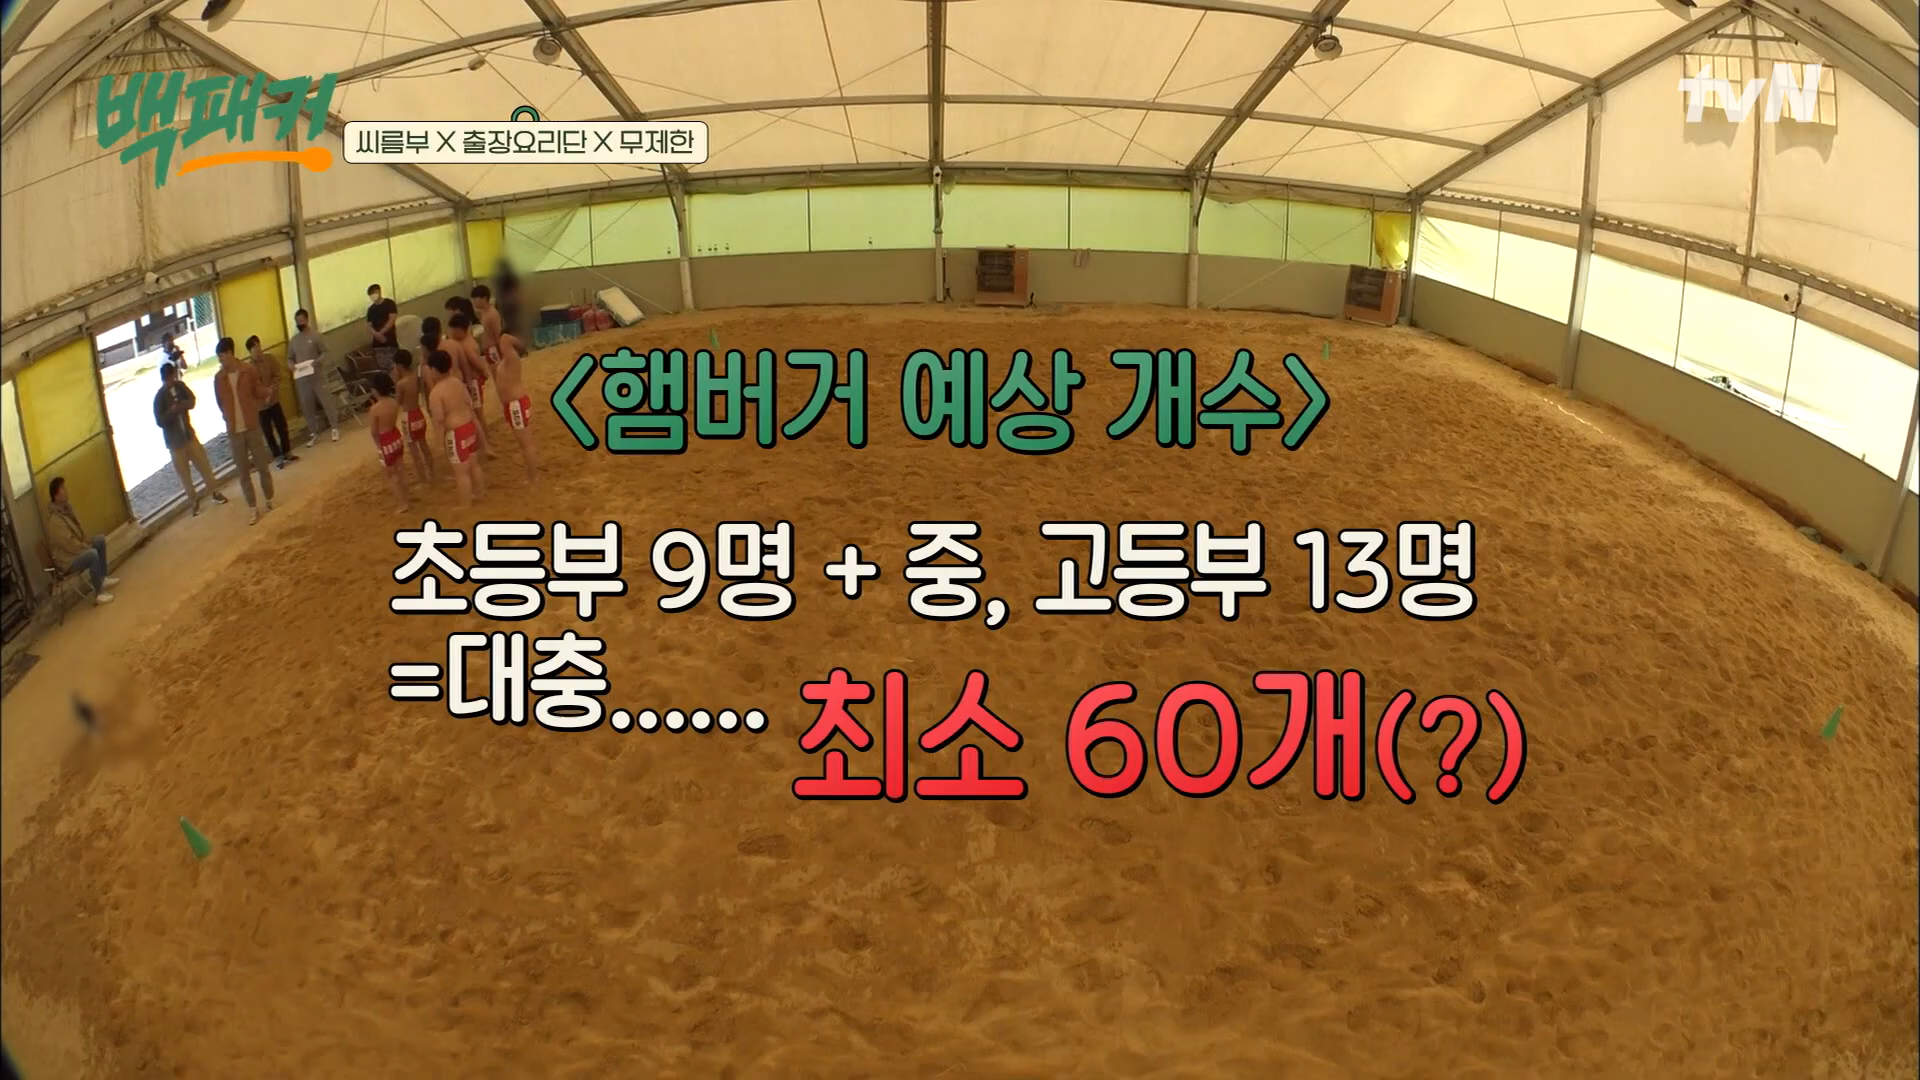 백패커
씨름부 X 출장요리단 X 무제한
tvN
<햄버거 예상 개수>
초등부 9명 + 중, 고등부 13명
=대충...... 최소 60개(?)